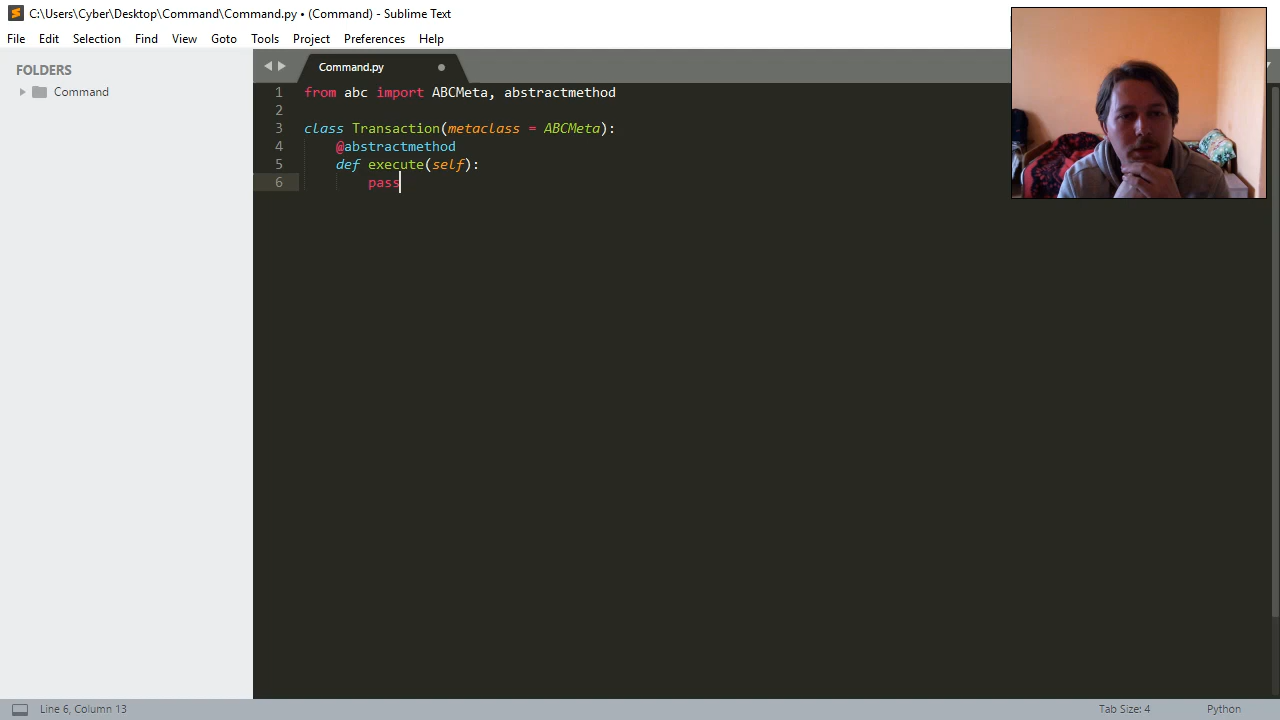 C:\Users\Cyber\Desktop\Command\Command.py • (Command) - Sublime Text
File Edit Selection Find View Goto Tools Project Preferences Help
FOLDERS
Command
Command.py
1 from abc import ABCMeta, abstractmethod
2
3 class Transaction(metaclass = ABCMeta):
4 @abstractmethod
5 def execute(self):
6 pass
Line 6, Column 13
Tab Size: 4
Python